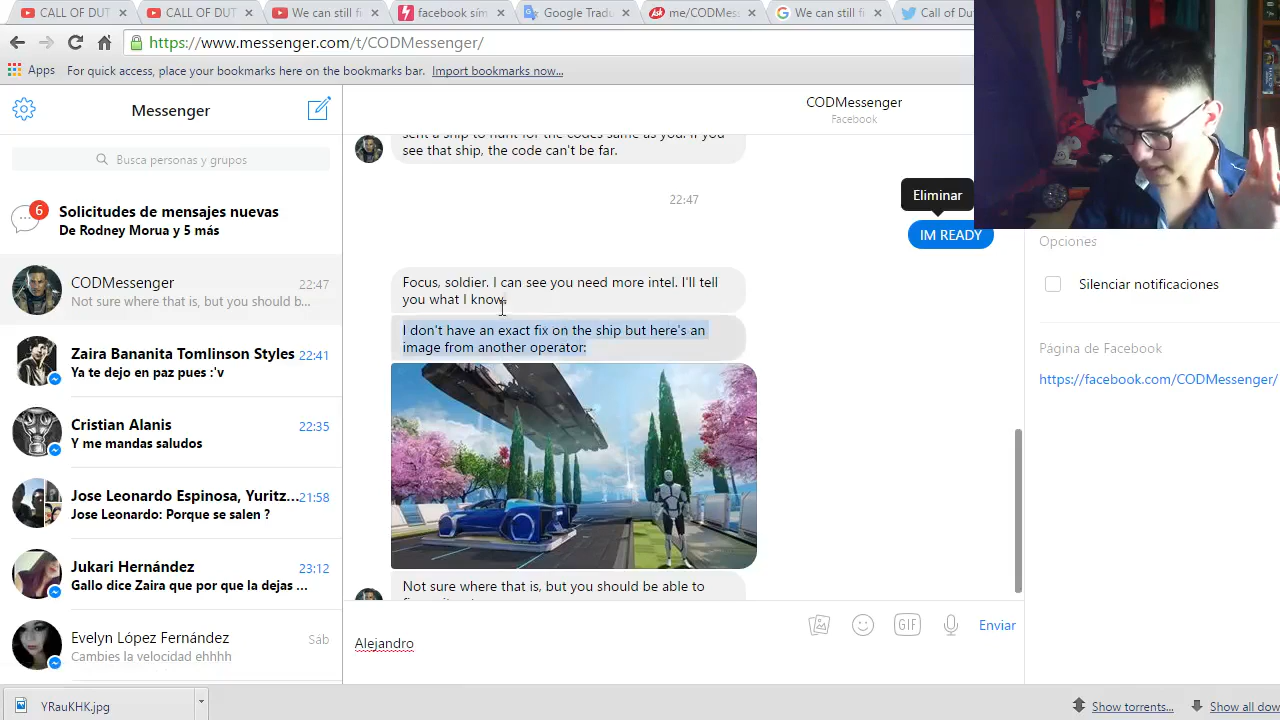 CALL OF DUT
CALL OF DUT
We can still fi
facebook sím
Google Tradu
me/CODMess
We can still fi
Call of Dut
https://www.messenger.com/t/CODMessenger/
Apps
For quick access, place your bookmarks here on the bookmarks bar.
Import bookmarks now...
Messenger
Busca personas y grupos
6
Solicitudes de mensajes nuevas
De Rodney Morua y 5 más
CODMessenger
22:47
Not sure where that is, but you should b...
Zaira Bananita Tomlinson Styles
22:41
Ya te dejo en paz pues :'v
Cristian Alanis
22:35
Y me mandas saludos
Jose Leonardo Espinosa, Yuritz...
21:58
Jose Leonardo: Porque se salen ?
Jukari Hernández
23:12
Gallo dice Zaira que por que la dejas ...
Evelyn López Fernández
Sáb
Cambies la velocidad ehhhh
CODMessenger
Facebook
sent a ship to hunt for the codes same as you. If you
see that ship, the code can't be far.
22:47
Eliminar
IM READY
Focus, soldier. I can see you need more intel. I'll tell
you what I know.
I don't have an exact fix on the ship but here's an
image from another operator:
Not sure where that is, but you should be able to
Alejandro
GIF
Enviar
Opciones
Silenciar notificaciones
Página de Facebook
https://facebook.com/CODMessenger/
YRauKHK.jpg
Show torrents...
Show all dow